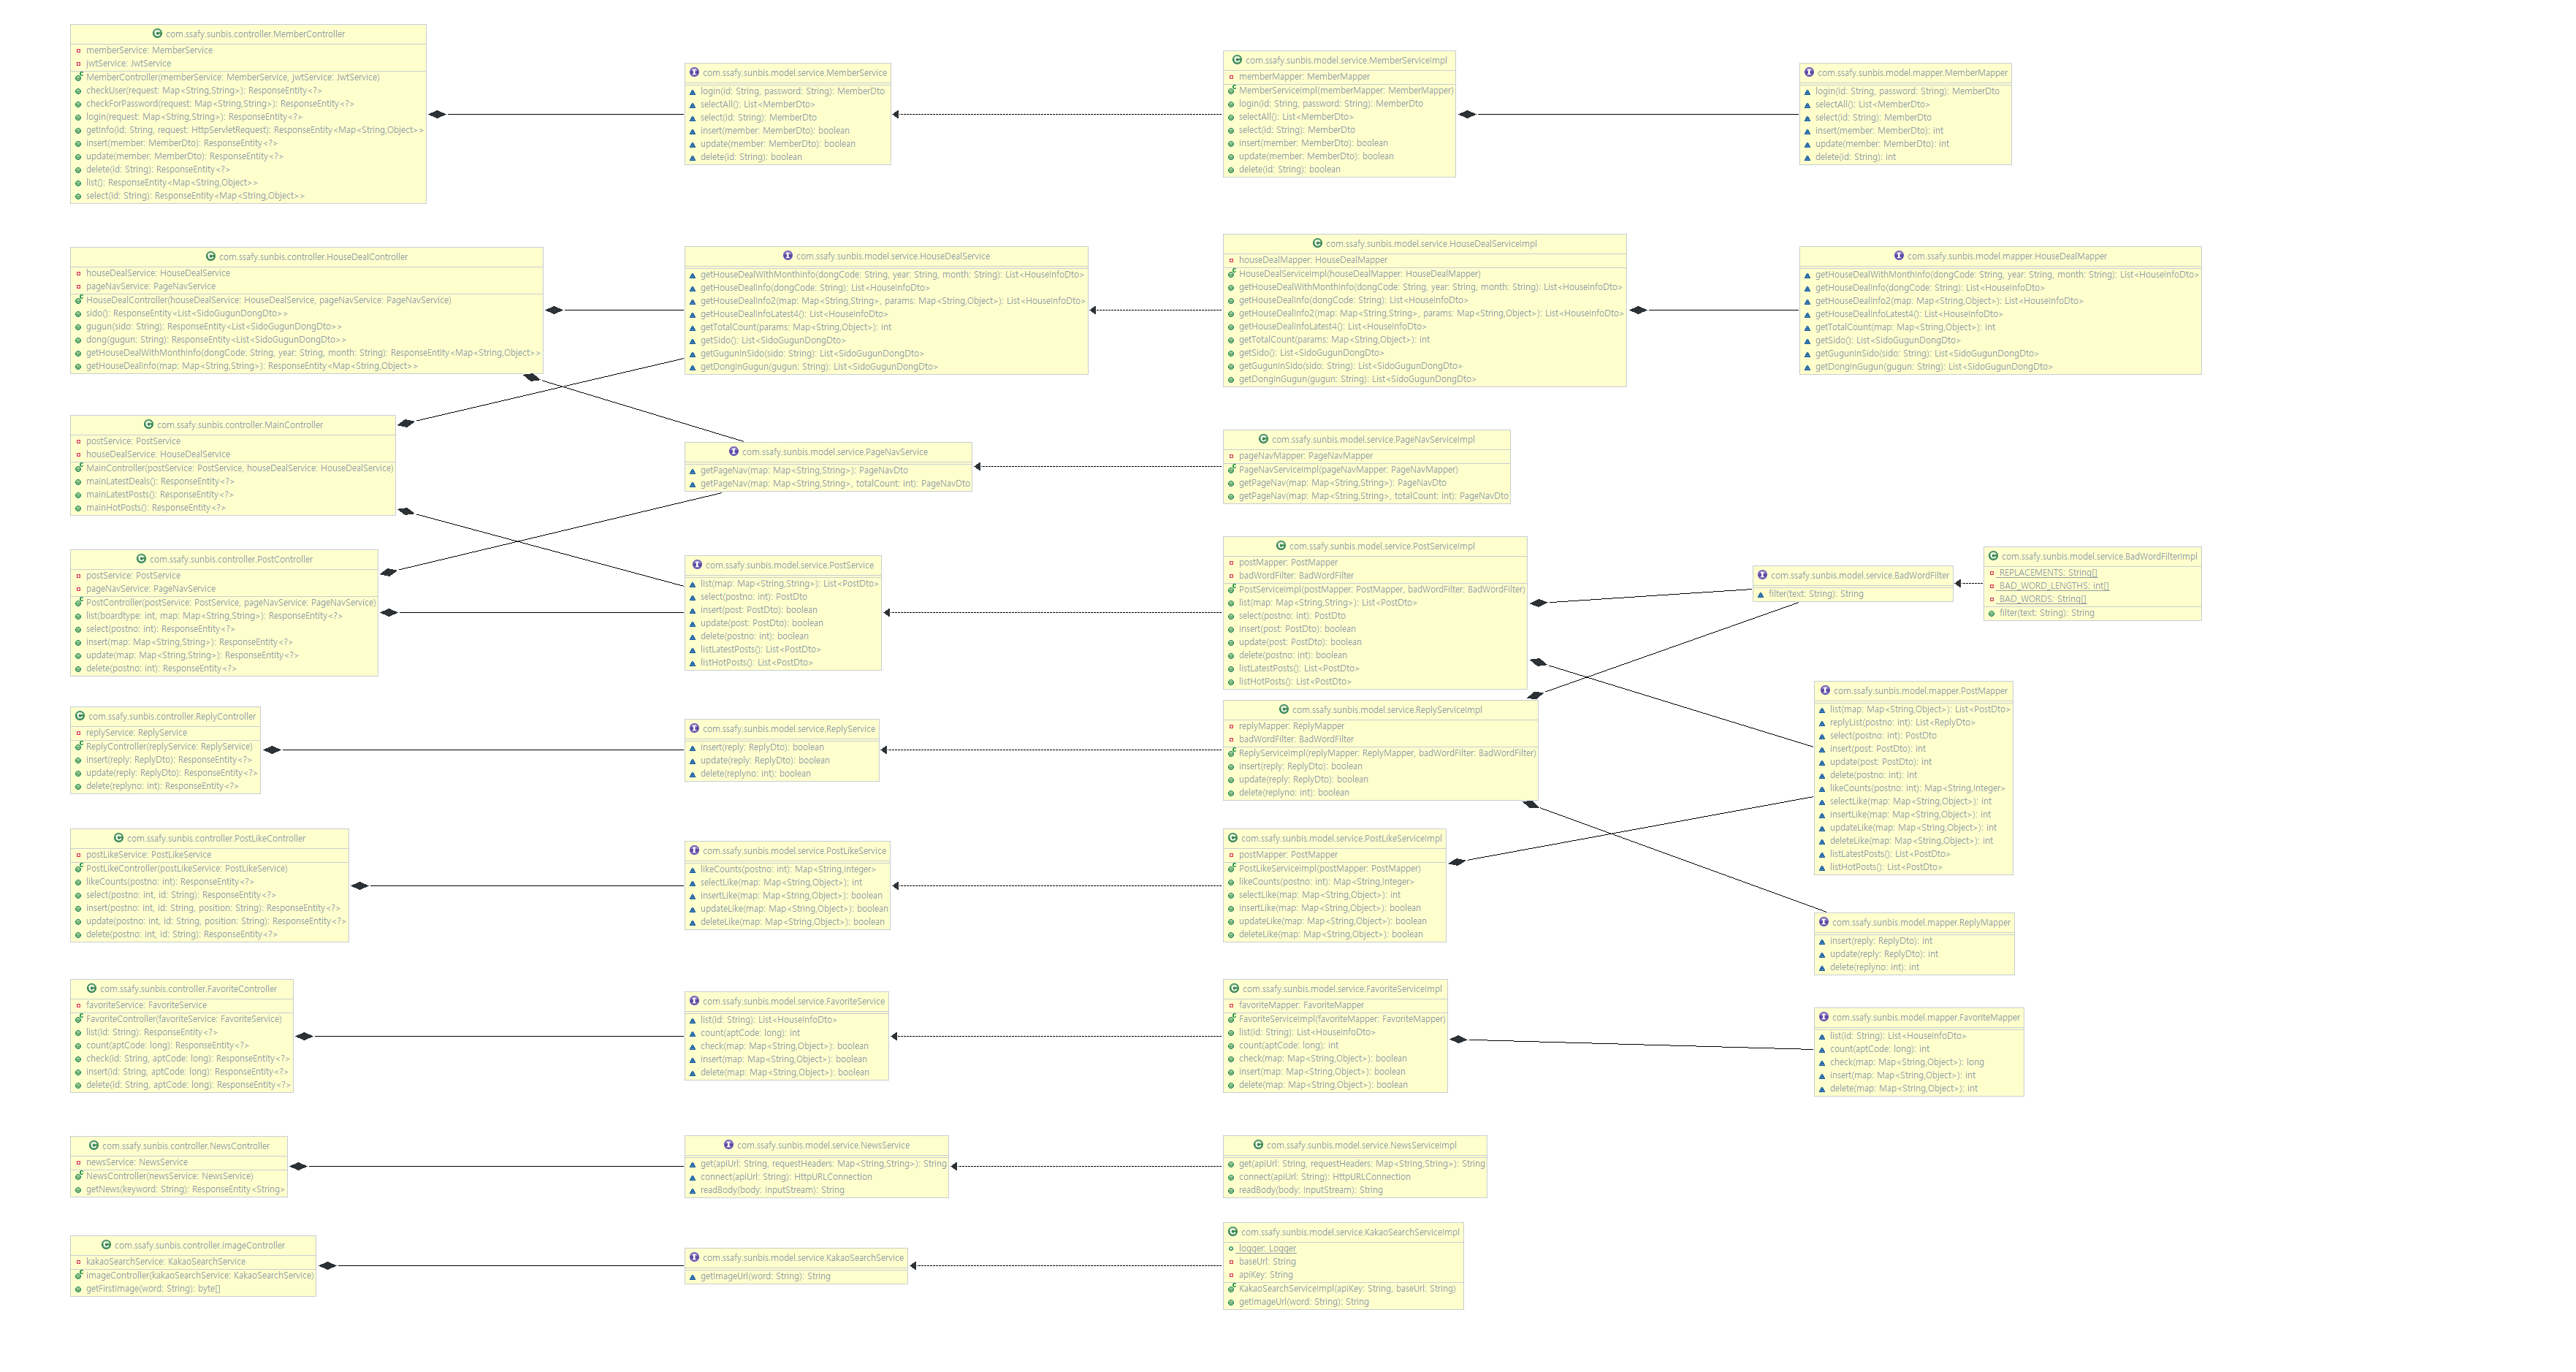 com.ssafy.sunbis.controller.MemberController
memberService: MemberService
jwtService: JwtService
MemberController(memberService: MemberService, jwtService: JwtService)
checkUser(request: Map<String,String>): ResponseEntity<?>
checkForPassword(request: Map<String,String>): ResponseEntity<?>
login(request: Map<String,String>): ResponseEntity<?>
getInfo(id: String, request: HttpServletRequest): ResponseEntity<Map<String,Object>>
insert(member: MemberDto): ResponseEntity<?>
update(member: MemberDto): ResponseEntity<?>
delete(id: String): ResponseEntity<?>
list(): ResponseEntity<Map<String,Object>>
select(id: String): ResponseEntity<Map<String,Object>>
com.ssafy.sunbis.model.service.MemberService
login(id: String, password: String): MemberDto
selectAll(): List<MemberDto>
select(id: String): MemberDto
insert(member: MemberDto): boolean
update(member: MemberDto): boolean
delete(id: String): boolean
com.ssafy.sunbis.model.service.MemberServiceImpl
memberMapper: MemberMapper
MemberServiceImpl(memberMapper: MemberMapper)
login(id: String, password: String): MemberDto
selectAll(): List<MemberDto>
select(id: String): MemberDto
insert(member: MemberDto): boolean
update(member: MemberDto): boolean
delete(id: String): boolean
com.ssafy.sunbis.model.mapper.MemberMapper
login(id: String, password: String): MemberDto
selectAll(): List<MemberDto>
select(id: String): MemberDto
insert(member: MemberDto): int
update(member: MemberDto): int
delete(id: String): int
com.ssafy.sunbis.controller.HouseDealController
houseDealService: HouseDealService
pageNavService: PageNavService
HouseDealController(houseDealService: HouseDealService, pageNavService: PageNavService)
sido(): ResponseEntity<List<SidoGugunDongDto>>
gugun(sido: String): ResponseEntity<List<SidoGugunDongDto>>
dong(gugun: String): ResponseEntity<List<SidoGugunDongDto>>
getHouseDealWithMonthInfo(dongCode: String, year: String, month: String): ResponseEntity<Map<String,Object>>
getHouseDealInfo(map: Map<String,String>): ResponseEntity<Map<String,Object>>
com.ssafy.sunbis.model.service.HouseDealService
getHouseDealWithMonthInfo(dongCode: String, year: String, month: String): List<HouseInfoDto>
getHouseDealInfo(dongCode: String): List<HouseInfoDto>
getHouseDealInfo2(map: Map<String,String>, params: Map<String,Object>): List<HouseInfoDto>
getHouseDealInfoLatest4(): List<HouseInfoDto>
getTotalCount(params: Map<String,Object>): int
getSido(): List<SidoGugunDongDto>
getGugunInSido(sido: String): List<SidoGugunDongDto>
getDongInGugun(gugun: String): List<SidoGugunDongDto>
com.ssafy.sunbis.model.service.HouseDealServiceImpl
houseDealMapper: HouseDealMapper
HouseDealServiceImpl(houseDealMapper: HouseDealMapper)
getHouseDealWithMonthInfo(dongCode: String, year: String, month: String): List<HouseInfoDto>
getHouseDealInfo(dongCode: String): List<HouseInfoDto>
getHouseDealInfo2(map: Map<String,String>, params: Map<String,Object>): List<HouseInfoDto>
getHouseDealInfoLatest4(): List<HouseInfoDto>
getTotalCount(params: Map<String,Object>): int
getSido(): List<SidoGugunDongDto>
getGugunInSido(sido: String): List<SidoGugunDongDto>
getDongInGugun(gugun: String): List<SidoGugunDongDto>
com.ssafy.sunbis.model.mapper.HouseDealMapper
getHouseDealWithMonthInfo(dongCode: String, year: String, month: String): List<HouseInfoDto>
getHouseDealInfo(dongCode: String): List<HouseInfoDto>
getHouseDealInfo2(map: Map<String,Object>): List<HouseInfoDto>
getHouseDealInfoLatest4(): List<HouseInfoDto>
getTotalCount(map: Map<String,Object>): int
getSido(): List<SidoGugunDongDto>
getGugunInSido(sido: String): List<SidoGugunDongDto>
getDongInGugun(gugun: String): List<SidoGugunDongDto>
com.ssafy.sunbis.controller.MainController
postService: PostService
houseDealService: HouseDealService
MainController(postService: PostService, houseDealService: HouseDealService)
mainLatestDeals(): ResponseEntity<?>
mainLatestPosts(): ResponseEntity<?>
mainHotPosts(): ResponseEntity<?>
com.ssafy.sunbis.model.service.PageNavService
getPageNav(map: Map<String,String>): PageNavDto
getPageNav(map: Map<String,String>, totalCount: int): PageNavDto
com.ssafy.sunbis.model.service.PageNavServiceImpl
pageNavMapper: PageNavMapper
PageNavServiceImpl(pageNavMapper: PageNavMapper)
getPageNav(map: Map<String,String>): PageNavDto
getPageNav(map: Map<String,String>, totalCount: int): PageNavDto
com.ssafy.sunbis.controller.PostController
postService: PostService
pageNavService: PageNavService
PostController(postService: PostService, pageNavService: PageNavService)
list(boardtype: int, map: Map<String,String>): ResponseEntity<?>
select(postno: int): ResponseEntity<?>
insert(map: Map<String,String>): ResponseEntity<?>
update(map: Map<String,String>): ResponseEntity<?>
delete(postno: int): ResponseEntity<?>
com.ssafy.sunbis.model.service.PostService
list(map: Map<String,String>): List<PostDto>
select(postno: int): PostDto
insert(post: PostDto): boolean
update(post: PostDto): boolean
delete(postno: int): boolean
listLatestPosts(): List<PostDto>
listHotPosts(): List<PostDto>
com.ssafy.sunbis.model.service.PostServiceImpl
postMapper: PostMapper
badWordFilter: BadWordFilter
PostServiceImpl(postMapper: PostMapper, badWordFilter: BadWordFilter)
list(map: Map<String,String>): List<PostDto>
select(postno: int): PostDto
insert(post: PostDto): boolean
update(post: PostDto): boolean
delete(postno: int): boolean
listLatestPosts(): List<PostDto>
listHotPosts(): List<PostDto>
com.ssafy.sunbis.model.service.BadWordFilter
filter(text: String): String
com.ssafy.sunbis.model.service.BadWordFilterImpl
REPLACEMENTS: String[]
BAD_WORD_LENGTHS: int[]
BAD_WORDS: String[]
filter(text: String): String
com.ssafy.sunbis.controller.ReplyController
replyService: ReplyService
ReplyController(replyService: ReplyService)
insert(reply: ReplyDto): ResponseEntity<?>
update(reply: ReplyDto): ResponseEntity<?>
delete(replyno: int): ResponseEntity<?>
com.ssafy.sunbis.model.service.ReplyService
insert(reply: ReplyDto): boolean
update(reply: ReplyDto): boolean
delete(replyno: int): boolean
com.ssafy.sunbis.model.service.ReplyServiceImpl
replyMapper: ReplyMapper
badWordFilter: BadWordFilter
ReplyServiceImpl(replyMapper: ReplyMapper, badWordFilter: BadWordFilter)
insert(reply: ReplyDto): boolean
update(reply: ReplyDto): boolean
delete(replyno: int): boolean
com.ssafy.sunbis.model.mapper.PostMapper
list(map: Map<String,Object>): List<PostDto>
replyList(postno: int): List<ReplyDto>
select(postno: int): PostDto
insert(post: PostDto): int
update(post: PostDto): int
delete(postno: int): int
likeCounts(postno: int): Map<String,Integer>
selectLike(map: Map<String,Object>): int
insertLike(map: Map<String,Object>): int
updateLike(map: Map<String,Object>): int
deleteLike(map: Map<String,Object>): int
listLatestPosts(): List<PostDto>
listHotPosts(): List<PostDto>
com.ssafy.sunbis.controller.PostLikeController
postLikeService: PostLikeService
PostLikeController(postLikeService: PostLikeService)
likeCounts(postno: int): ResponseEntity<?>
select(postno: int, id: String): ResponseEntity<?>
insert(postno: int, id: String, position: String): ResponseEntity<?>
update(postno: int, id: String, position: String): ResponseEntity<?>
delete(postno: int, id: String): ResponseEntity<?>
com.ssafy.sunbis.model.service.PostLikeService
likeCounts(postno: int): Map<String,Integer>
selectLike(map: Map<String,Object>): int
insertLike(map: Map<String,Object>): boolean
updateLike(map: Map<String,Object>): boolean
deleteLike(map: Map<String,Object>): boolean
com.ssafy.sunbis.model.service.PostLikeServiceImpl
postMapper: PostMapper
PostLikeServiceImpl(postMapper: PostMapper)
likeCounts(postno: int): Map<String,Integer>
selectLike(map: Map<String,Object>): int
insertLike(map: Map<String,Object>): boolean
updateLike(map: Map<String,Object>): boolean
deleteLike(map: Map<String,Object>): boolean
com.ssafy.sunbis.model.mapper.ReplyMapper
insert(reply: ReplyDto): int
update(reply: ReplyDto): int
delete(replyno: int): int
com.ssafy.sunbis.controller.FavoriteController
favoriteService: FavoriteService
FavoriteController(favoriteService: FavoriteService)
list(id: String): ResponseEntity<?>
count(aptCode: long): ResponseEntity<?>
check(id: String, aptCode: long): ResponseEntity<?>
insert(id: String, aptCode: long): ResponseEntity<?>
delete(id: String, aptCode: long): ResponseEntity<?>
com.ssafy.sunbis.model.service.FavoriteService
list(id: String): List<HouseInfoDto>
count(aptCode: long): int
check(map: Map<String,Object>): boolean
insert(map: Map<String,Object>): boolean
delete(map: Map<String,Object>): boolean
com.ssafy.sunbis.model.service.FavoriteServiceImpl
favoriteMapper: FavoriteMapper
FavoriteServiceImpl(favoriteMapper: FavoriteMapper)
list(id: String): List<HouseInfoDto>
count(aptCode: long): int
check(map: Map<String,Object>): boolean
insert(map: Map<String,Object>): boolean
delete(map: Map<String,Object>): boolean
com.ssafy.sunbis.model.mapper.FavoriteMapper
list(id: String): List<HouseInfoDto>
count(aptCode: long): int
check(map: Map<String,Object>): long
insert(map: Map<String,Object>): int
delete(map: Map<String,Object>): int
com.ssafy.sunbis.controller.NewsController
newsService: NewsService
NewsController(newsService: NewsService)
getNews(keyword: String): ResponseEntity<String>
com.ssafy.sunbis.model.service.NewsService
get(apiUrl: String, requestHeaders: Map<String,String>): String
connect(apiUrl: String): HttpURLConnection
readBody(body: InputStream): String
com.ssafy.sunbis.model.service.NewsServiceImpl
get(apiUrl: String, requestHeaders: Map<String,String>): String
connect(apiUrl: String): HttpURLConnection
readBody(body: InputStream): String
com.ssafy.sunbis.controller.ImageController
kakaoSearchService: KakaoSearchService
ImageController(kakaoSearchService: KakaoSearchService)
getFirstImage(word: String): byte[]
com.ssafy.sunbis.model.service.KakaoSearchService
getImageUrl(word: String): String
com.ssafy.sunbis.model.service.KakaoSearchServiceImpl
logger: Logger
baseUrl: String
apiKey: String
KakaoSearchServiceImpl(apiKey: String, baseUrl: String)
getImageUrl(word: String): String